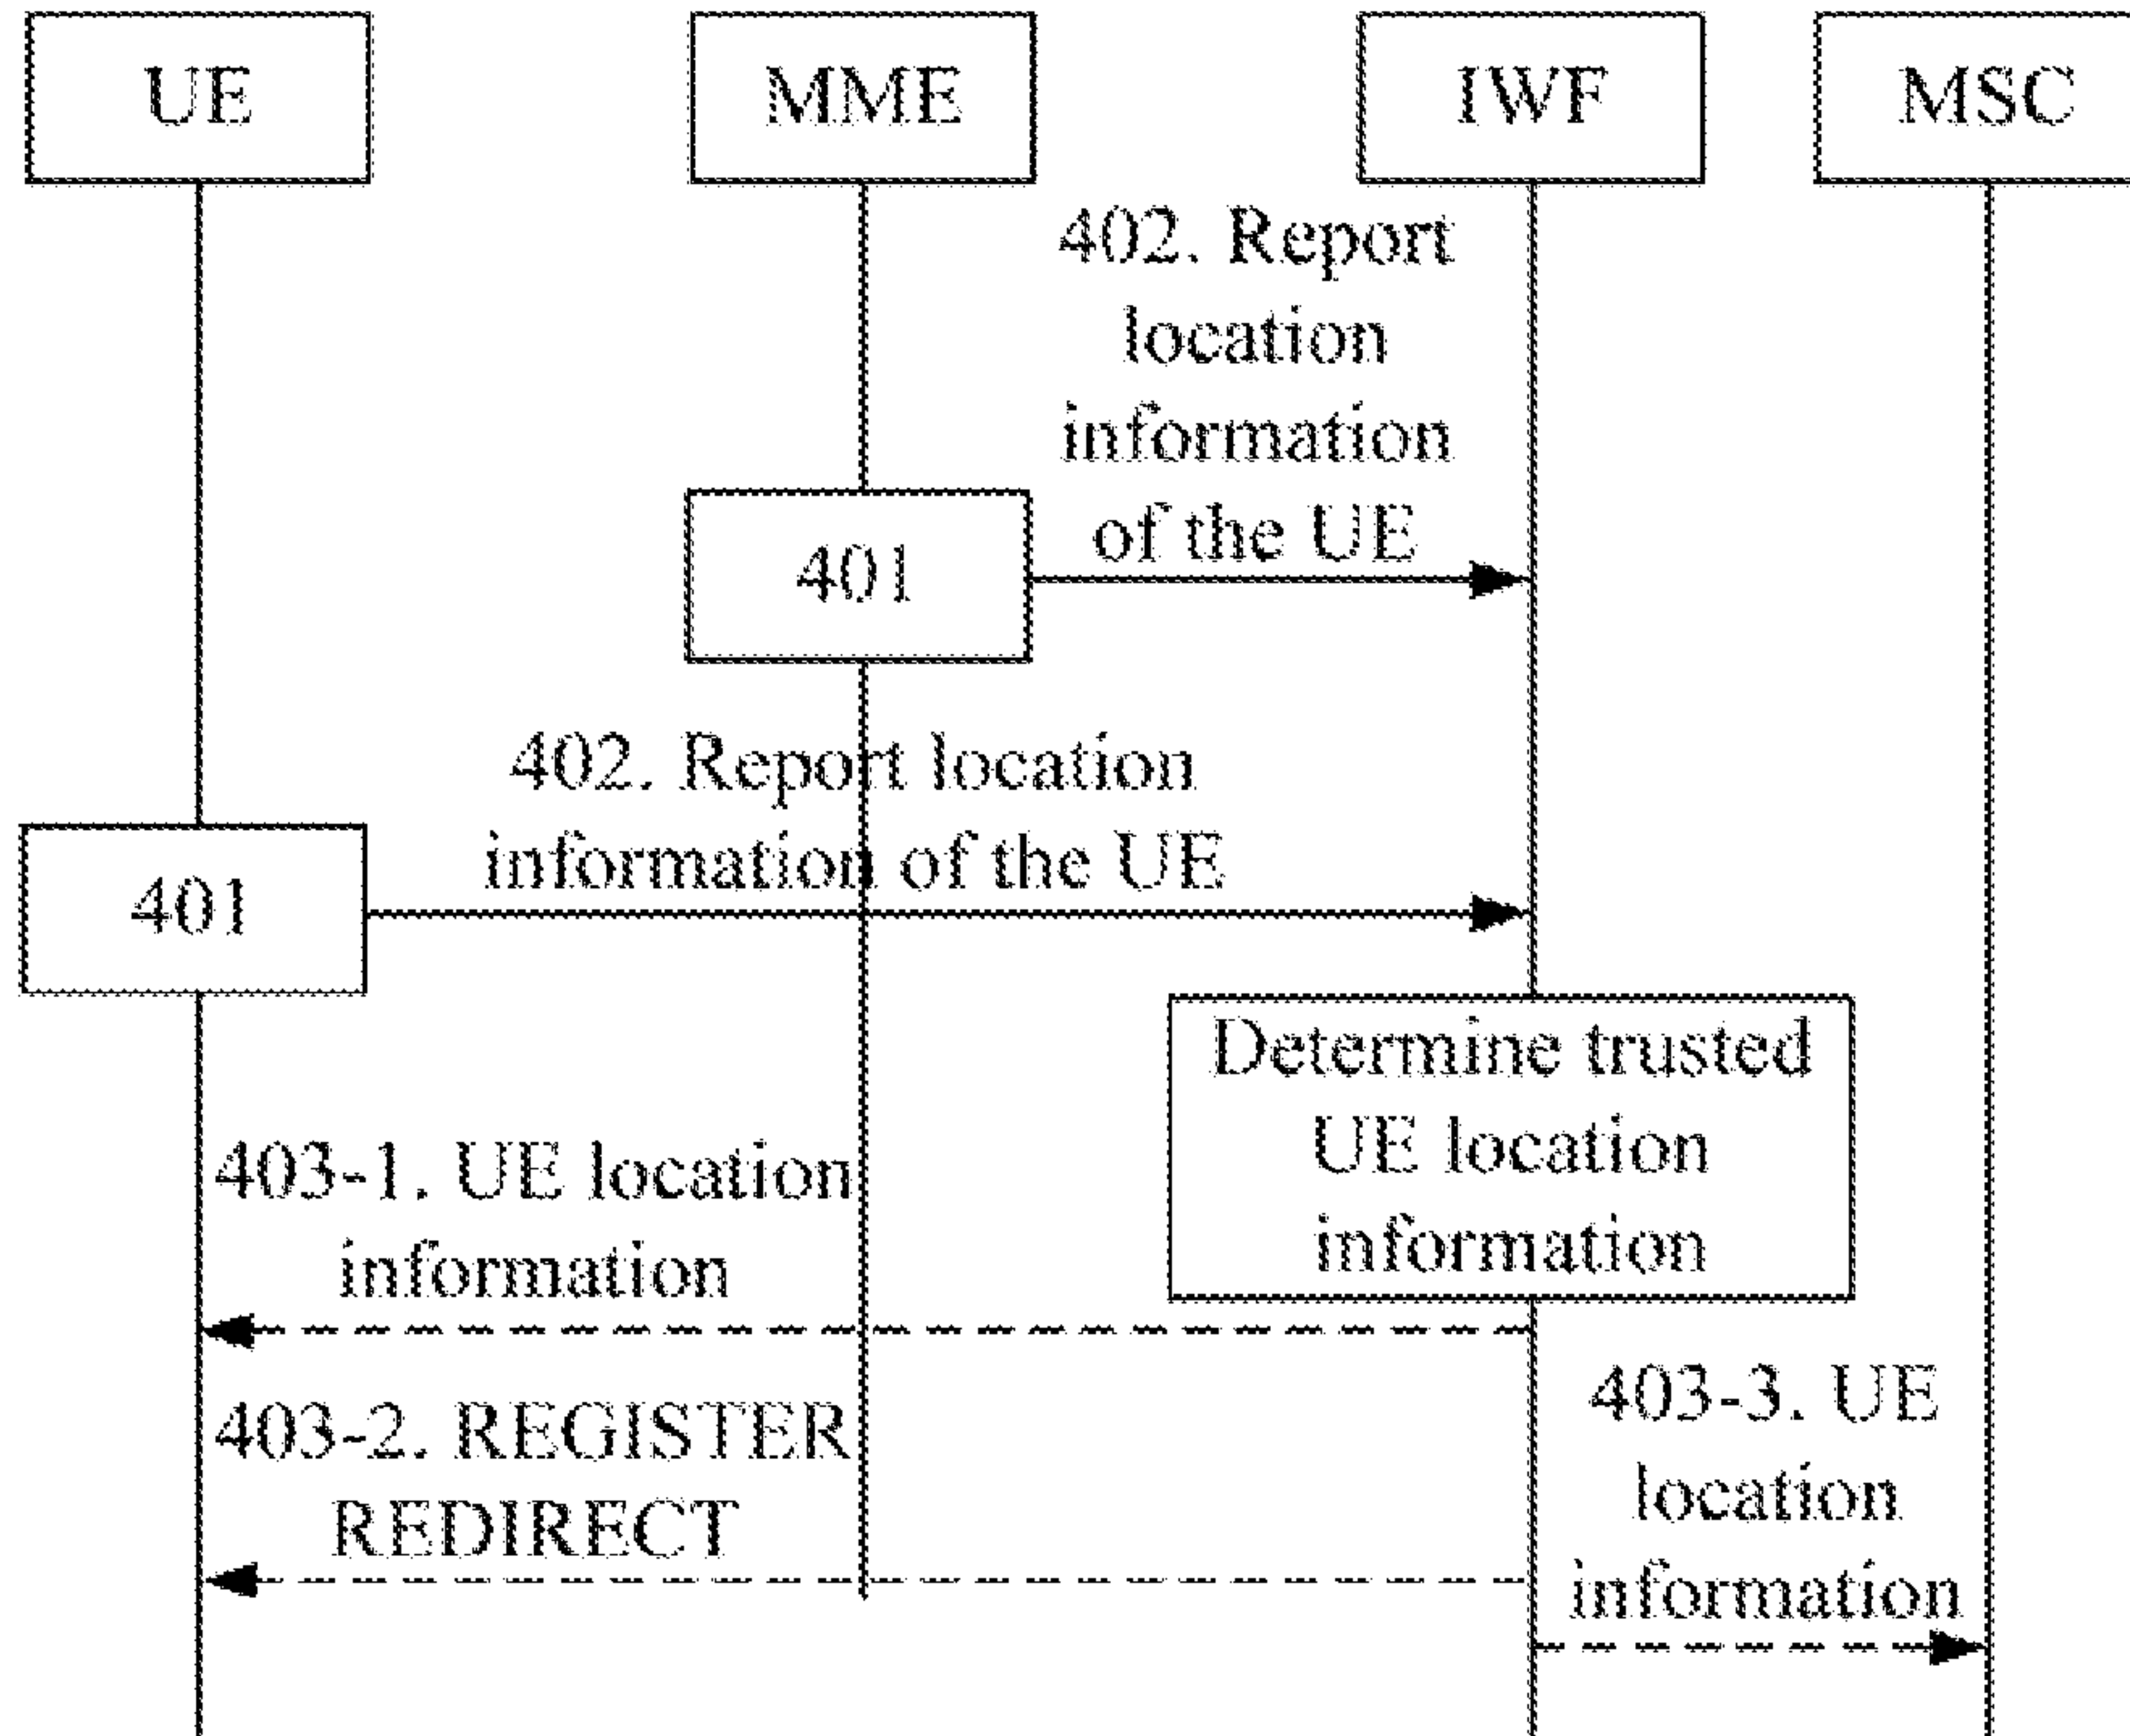 UE
MME
IWF
MSC
402. Report
location
information
of the UE
401
402. Report location
information of the UE
401
Determine trusted
UE location
information
403-1. UE location
information
403-2. REGISTER
REDIRECT
403-3. UE
location
information